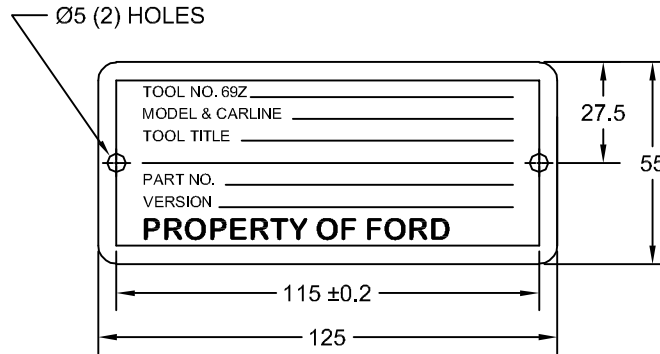 Ø5 (2) HOLES
TOOL NO. 69Z
MODEL & CARLINE
TOOL TITLE
PART NO.
VERSION
PROPERTY OF FORD
27.5
55
115 ±0.2
125